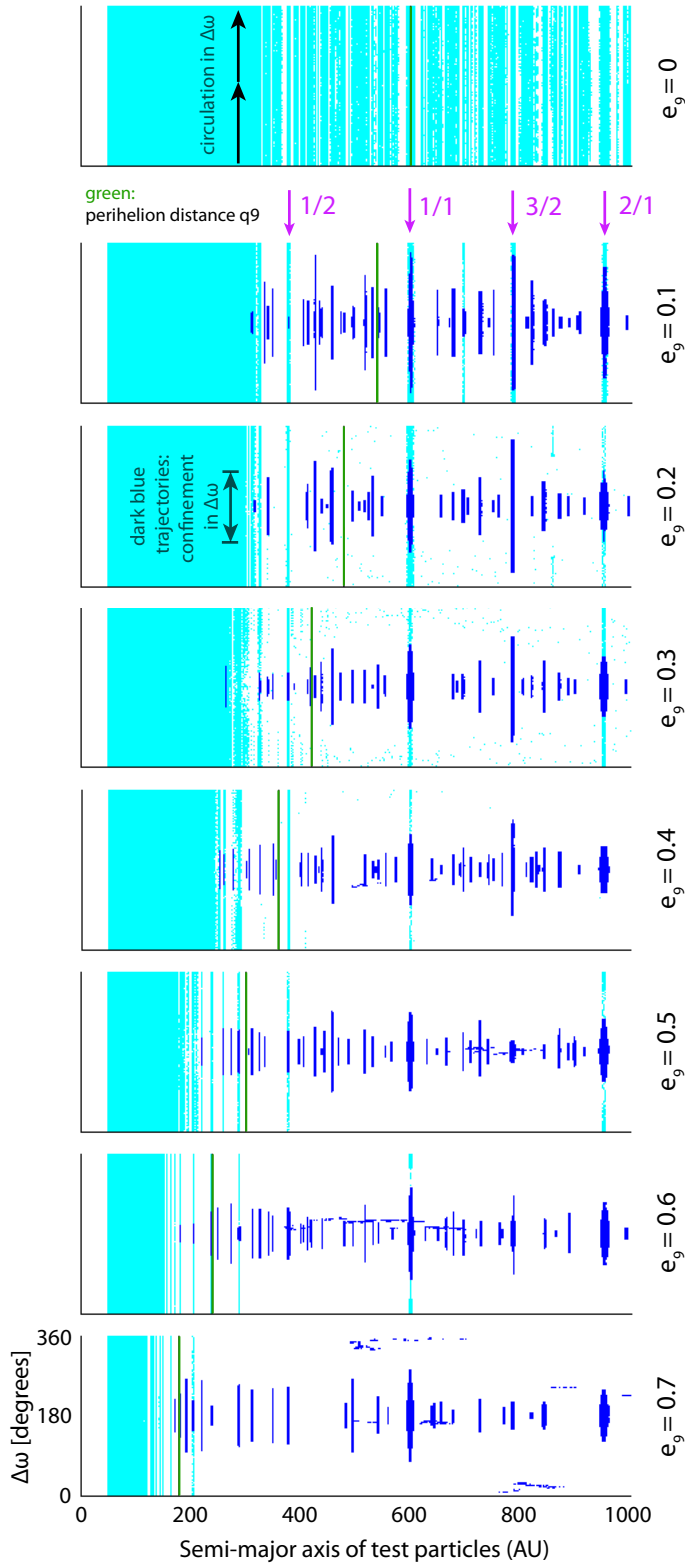 circulation in Δω
e₉ = 0
green:
perihelion distance q9
1/2
1/1
3/2
2/1
e₉ = 0.1
dark blue
trajectories:
confinement
in Δω
e₉ = 0.2
e₉ = 0.3
e₉ = 0.4
e₉ = 0.5
e₉ = 0.6
Δω [degrees]
360
180
0
e₉ = 0.7
0
200
400
600
800
1000
Semi-major axis of test particles (AU)